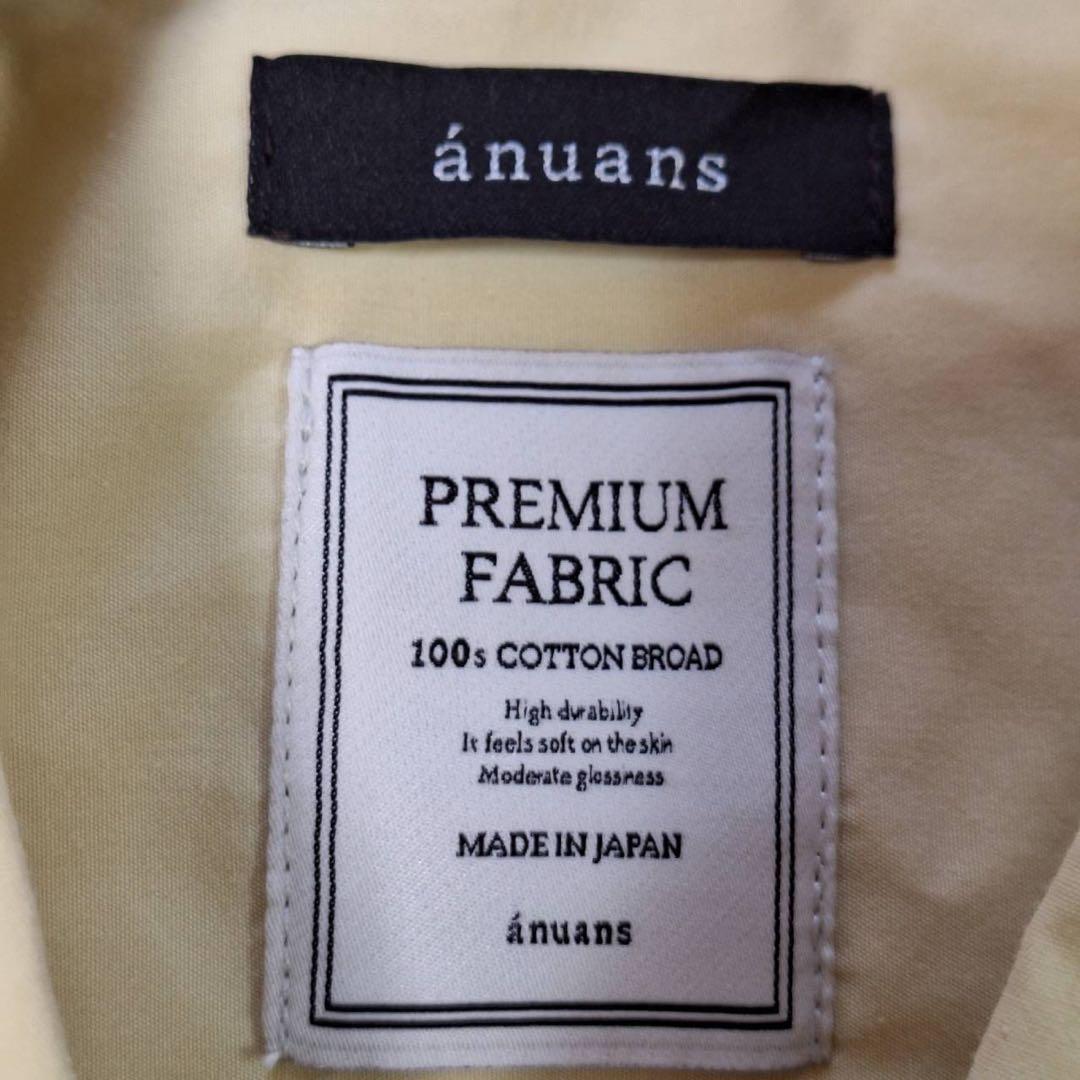 ánuans
PREMIUM
FABRIC
100s COTTON BROAD
High durability
It feels soft on the skin
Moderate glossiness
MADE IN JAPAN
ánuans